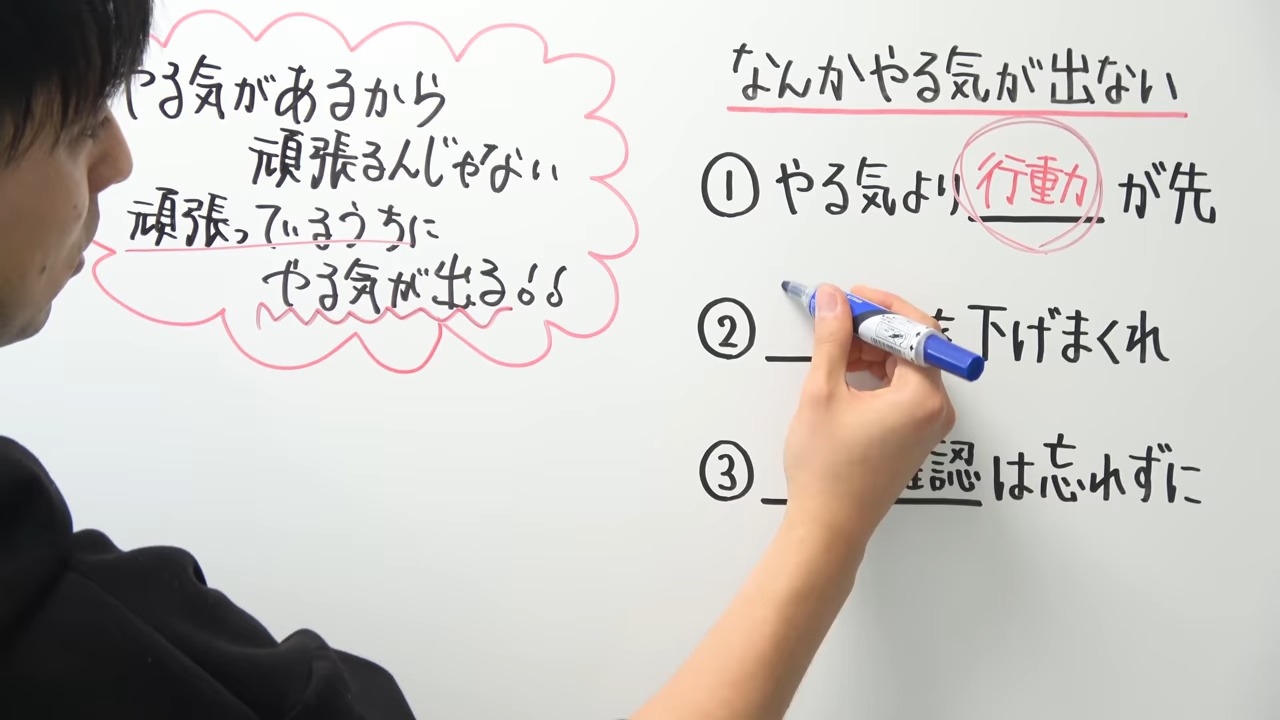 やる気があるから
頑張るんじゃない
頑張っているうちに
やる気が出る!!
なんかやる気が出ない
① やる気より行動が先
② を下げまくれ
③ 確認は忘れずに